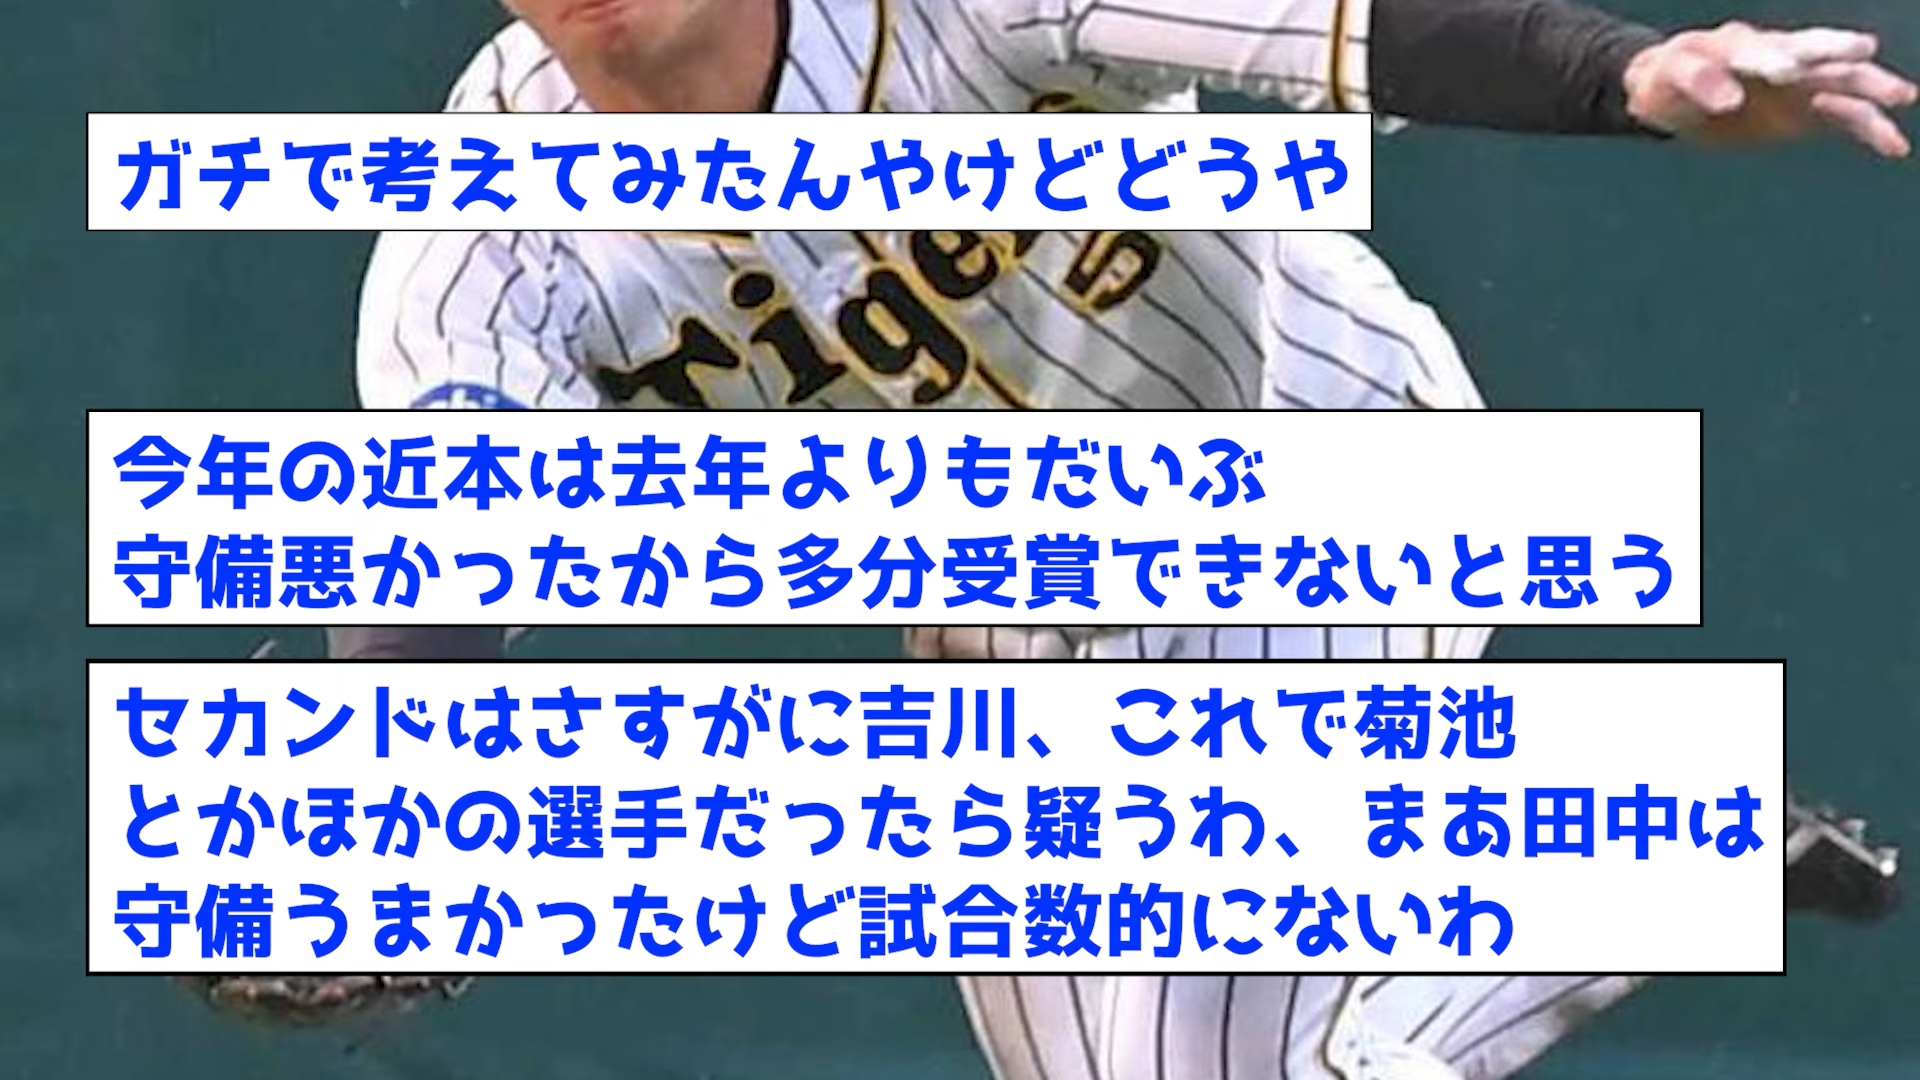 ガチで考えてみたんやけどどうや
Tigers
5
今年の近本は去年よりもだいぶ
守備悪かったから多分受賞できないと思う
セカンドはさすがに吉川、これで菊池
とかほかの選手だったら疑うわ、まあ田中は
守備うまかったけど試合数的にないわ